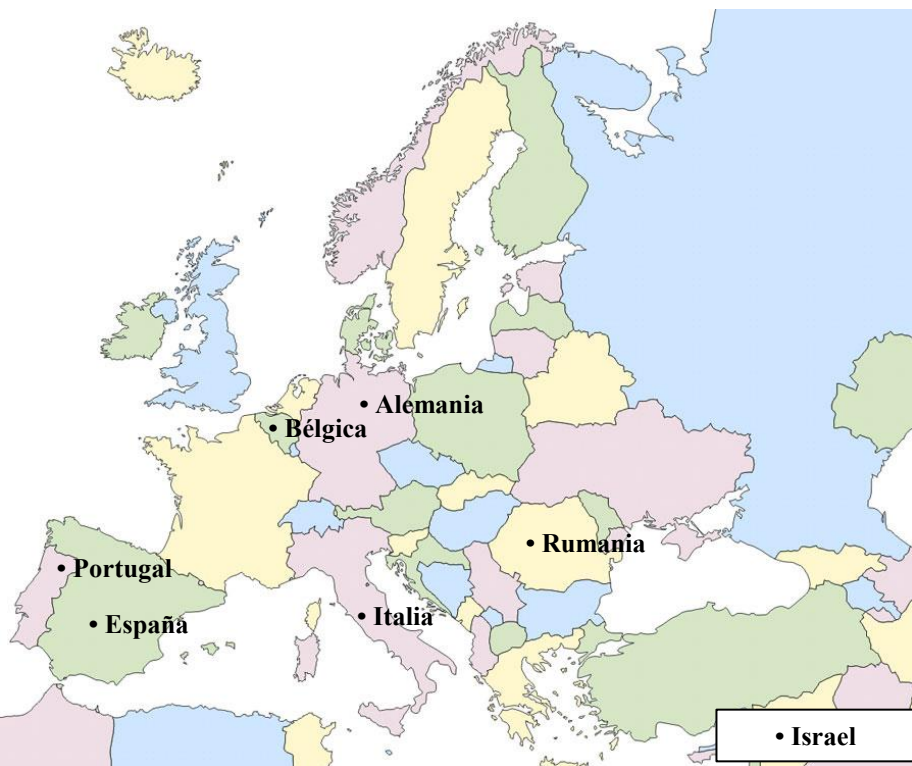 • Alemania
• Bélgica
• Rumania
• Portugal
• Italia
• España
• Israel